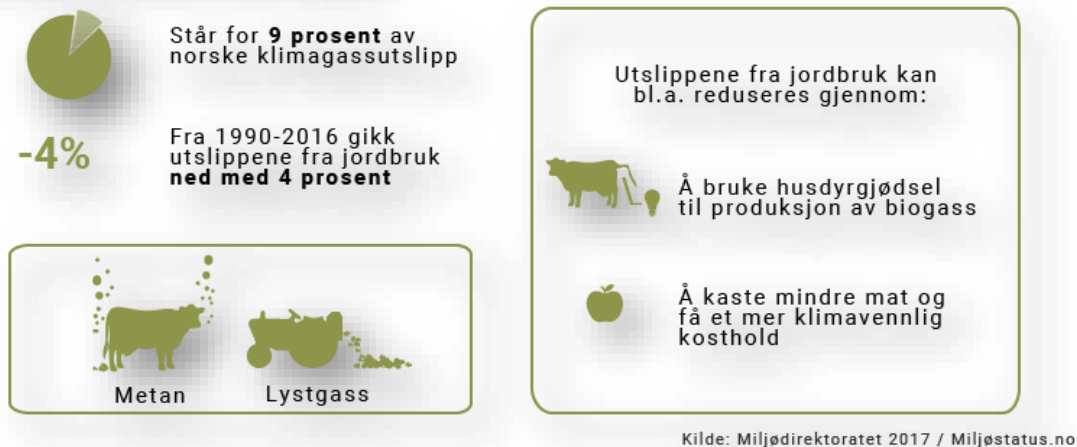 Står for 9 prosent av
norske klimagassutslipp
-4%
Fra 1990-2016 gikk
utslippene fra jordbruk
ned med 4 prosent
Metan
Lystgass
Utslippene fra jordbruk kan
bl.a. reduseres gjennom:
Å bruke husdyrgjødsel
til produksjon av biogass
Å kaste mindre mat og
få et mer klimavennlig
kosthold
Kilde: Miljødirektoratet 2017 / Miljøstatus.no